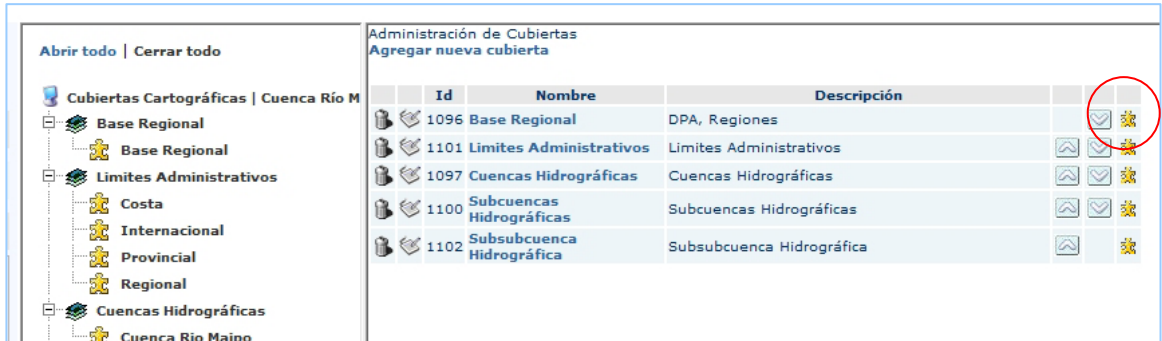 Abrir todo | Cerrar todo
Cubiertas Cartográficas | Cuenca Río M
Base Regional
Base Regional
Limites Administrativos
Costa
Internacional
Provincial
Regional
Cuencas Hidrográficas
Cuenca Rio Maipo
Administración de Cubiertas
Agregar nueva cubierta
Id Nombre Descripción
1096 Base Regional DPA, Regiones
1101 Limites Administrativos Limites Administrativos
1097 Cuencas Hidrográficas Cuencas Hidrográficas
1100 Subcuencas Hidrográficas Subcuencas Hidrográficas
1102 Subsubcuenca Hidrográfica Subsubcuenca Hidrográfica